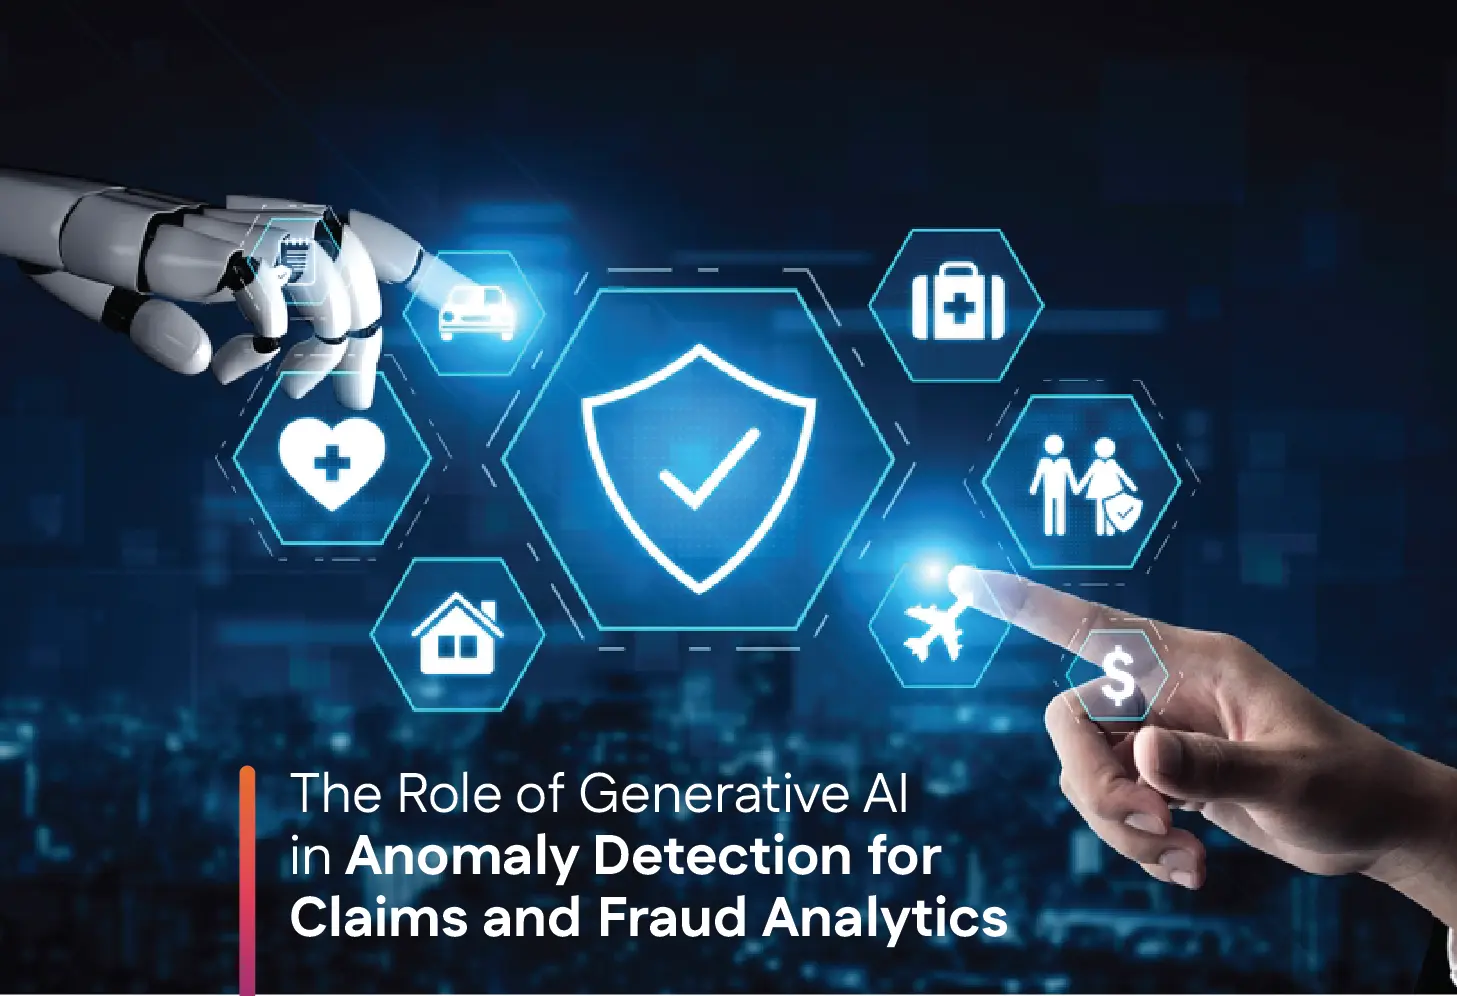 $
The Role of Generative AI
in Anomaly Detection for
Claims and Fraud Analytics